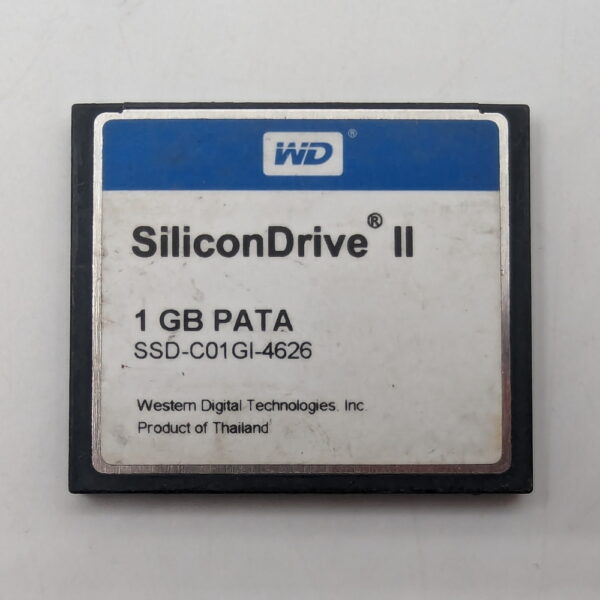 WD®
SiliconDrive® II
1 GB PATA
SSD-C01GI-4626
Western Digital Technologies, Inc.
Product of Thailand